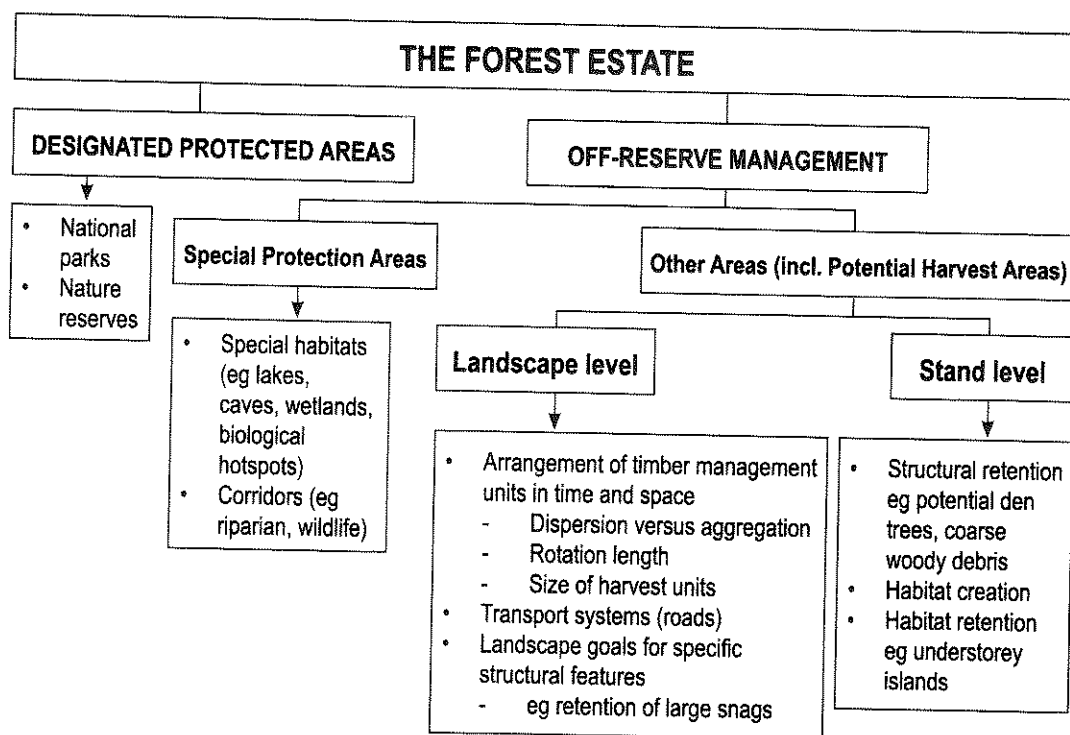 THE FOREST ESTATE
DESIGNATED PROTECTED AREAS
OFF-RESERVE MANAGEMENT
• National
parks
• Nature
reserves
Special Protection Areas
Other Areas (incl. Potential Harvest Areas)
• Special habitats
(eg lakes,
caves, wetlands,
biological
hotspots)
• Corridors (eg
riparian, wildlife)
Landscape level
Stand level
• Arrangement of timber management
units in time and space
- Dispersion versus aggregation
- Rotation length
- Size of harvest units
• Transport systems (roads)
• Landscape goals for specific
structural features
- eg retention of large snags
• Structural retention
eg potential den
trees, coarse
woody debris
• Habitat creation
• Habitat retention
eg understorey
islands